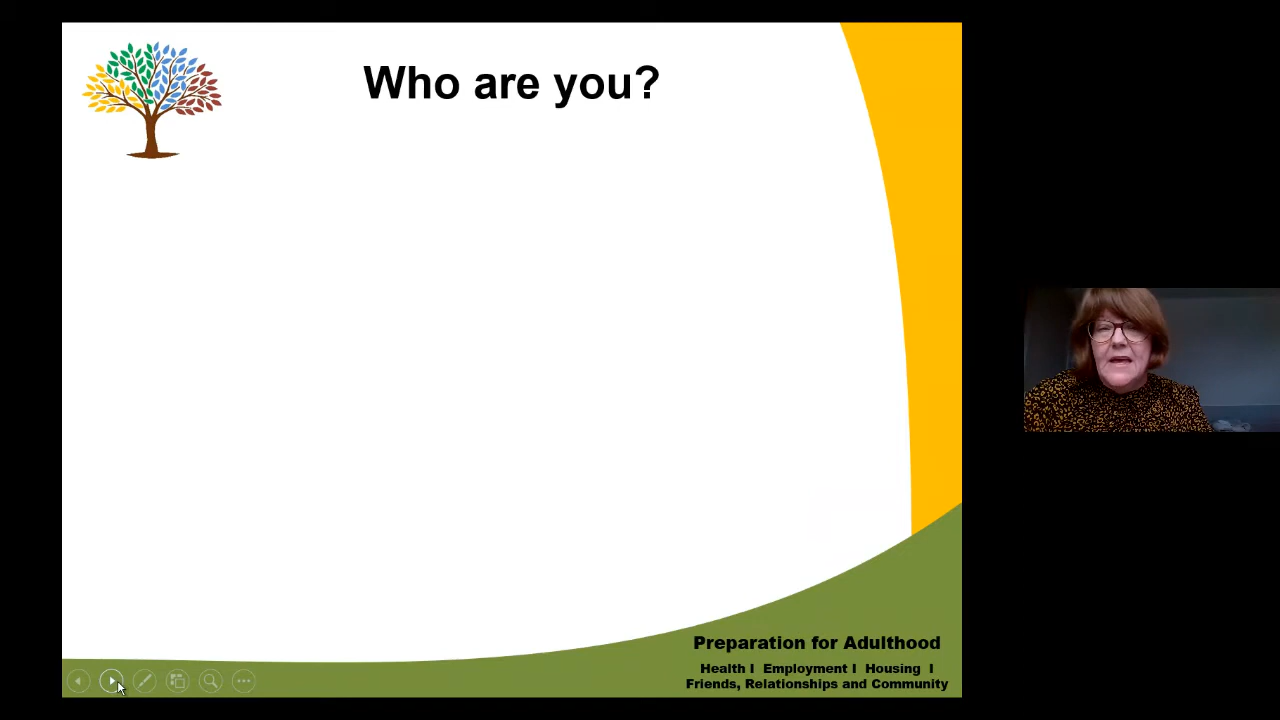 Who are you?
Preparation for Adulthood
Health I Employment I Housing I
Friends, Relationships and Community